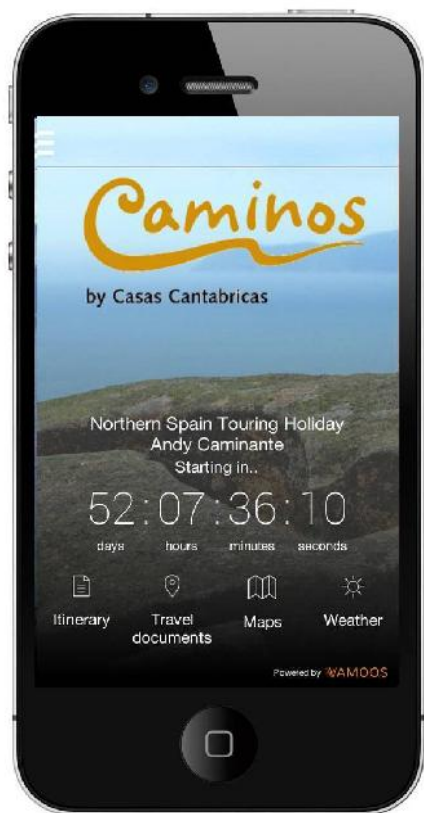 Caminos
by Casas Cantabricas
Northern Spain Touring Holiday
Andy Caminante
Starting in..
52:07:36:10
days hours minutes seconds
Itinerary Travel documents Maps Weather
Powered by VAMOOS